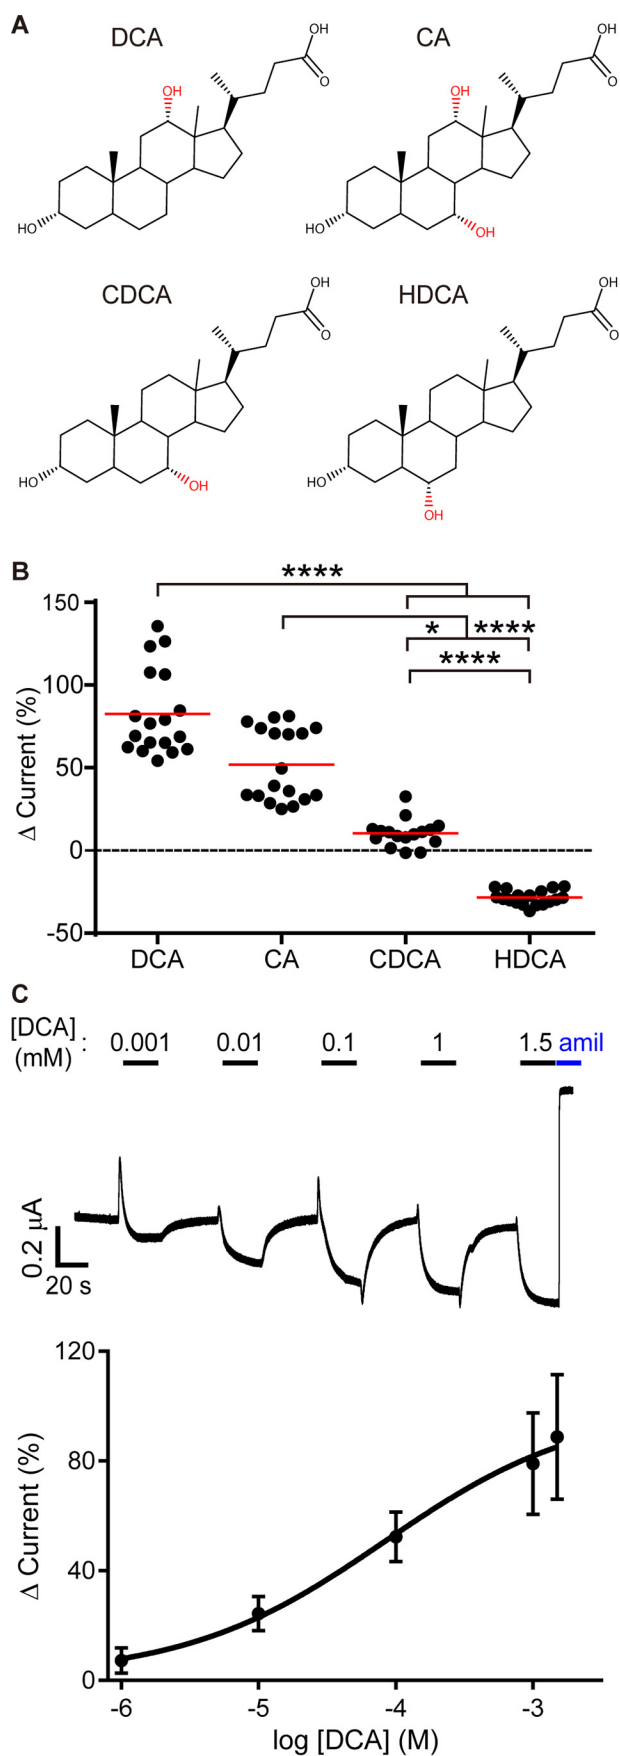 A
DCA
CA
OH
O
OH
HO
OH
O
OH
HO
OH
CDCA
HDCA
OH
O
HO
OH
OH
O
HO
OH
B
****
* ****
****
150
100
50
0
-50
Δ Current (%)
DCA CA CDCA HDCA
C
[DCA] : 0.001 0.01 0.1 1 1.5 amil
(mM)
0.2 µA
20 s
120
80
40
0
Δ Current (%)
-6 -5 -4 -3
log [DCA] (M)